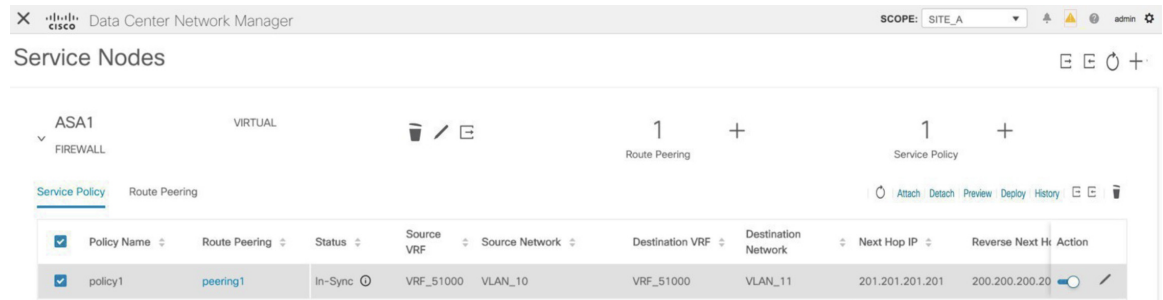 CISCO Data Center Network Manager SCOPE: SITE_A admin
Service Nodes
ASA1 VIRTUAL 1 1
FIREWALL Route Peering Service Policy
Service Policy Route Peering Attach Detach Preview Deploy History
Policy Name Route Peering Status Source VRF Source Network Destination VRF Destination Network Next Hop IP Reverse Next Action
policy1 peering1 In-Sync VRF_51000 VLAN_10 VRF_51000 VLAN_11 201.201.201.201 200.200.200.20